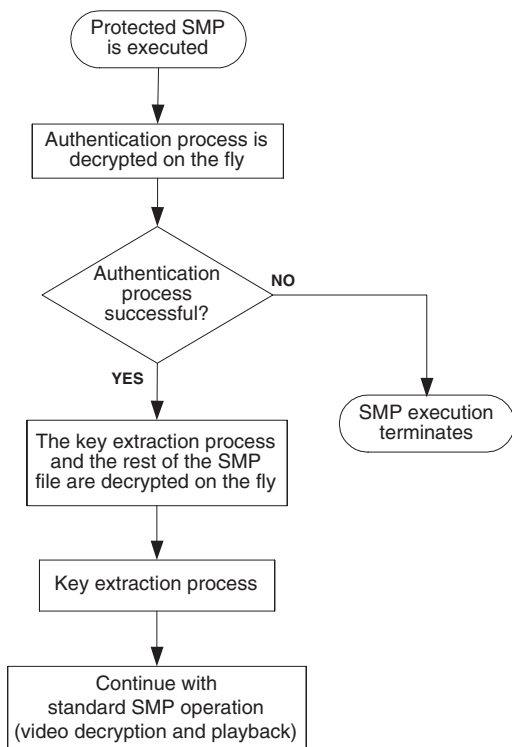 Protected SMP
is executed
Authentication process is
decrypted on the fly
Authentication
process
successful?
NO
YES
SMP execution
terminates
The key extraction process
and the rest of the SMP
file are decrypted on the fly
Key extraction process
Continue with
standard SMP operation
(video decryption and playback)